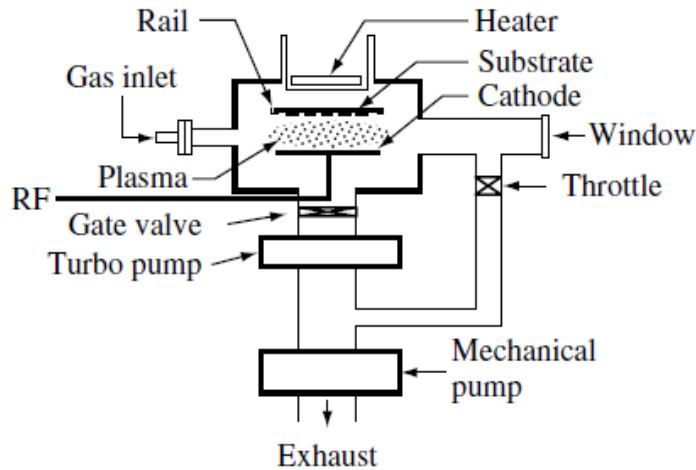 Rail
Heater
Gas inlet
Substrate
Cathode
Window
Plasma
Throttle
RF
Gate valve
Turbo pump
Mechanical
pump
Exhaust